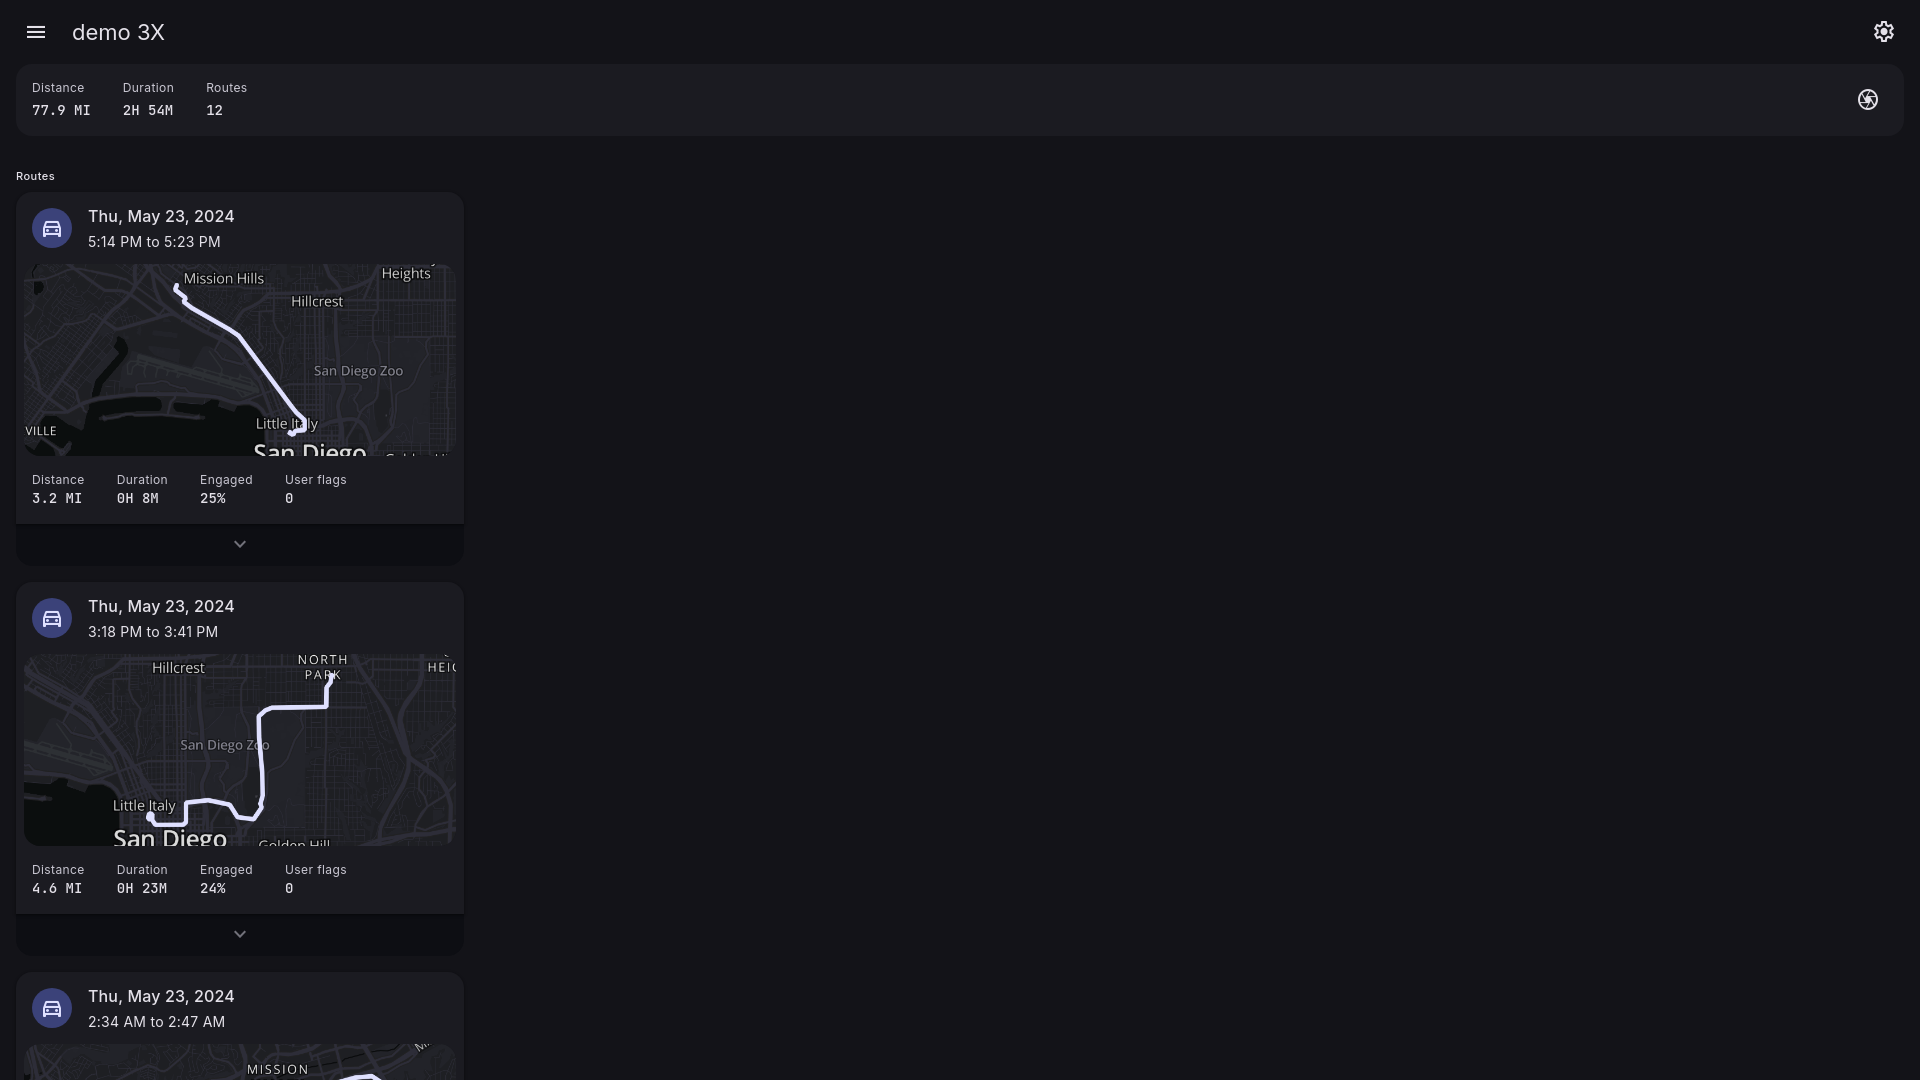 demo 3X
Distance Duration Routes
77.9 MI 2H 54M 12
Routes
Thu, May 23, 2024
5:14 PM to 5:23 PM
Heights
Mission Hills
Hillcrest
San Diego Zoo
Little Italy
VILLE
San Diego
Distance Duration Engaged User flags
3.2 MI 0H 8M 25% 0
Thu, May 23, 2024
3:18 PM to 3:41 PM
NORTH
PARK
Hillcrest
HEIG
San Diego Zoo
Little Italy
San Diego
Golden Hill
Distance Duration Engaged User flags
4.6 MI 0H 23M 24% 0
Thu, May 23, 2024
2:34 AM to 2:47 AM
MISSION